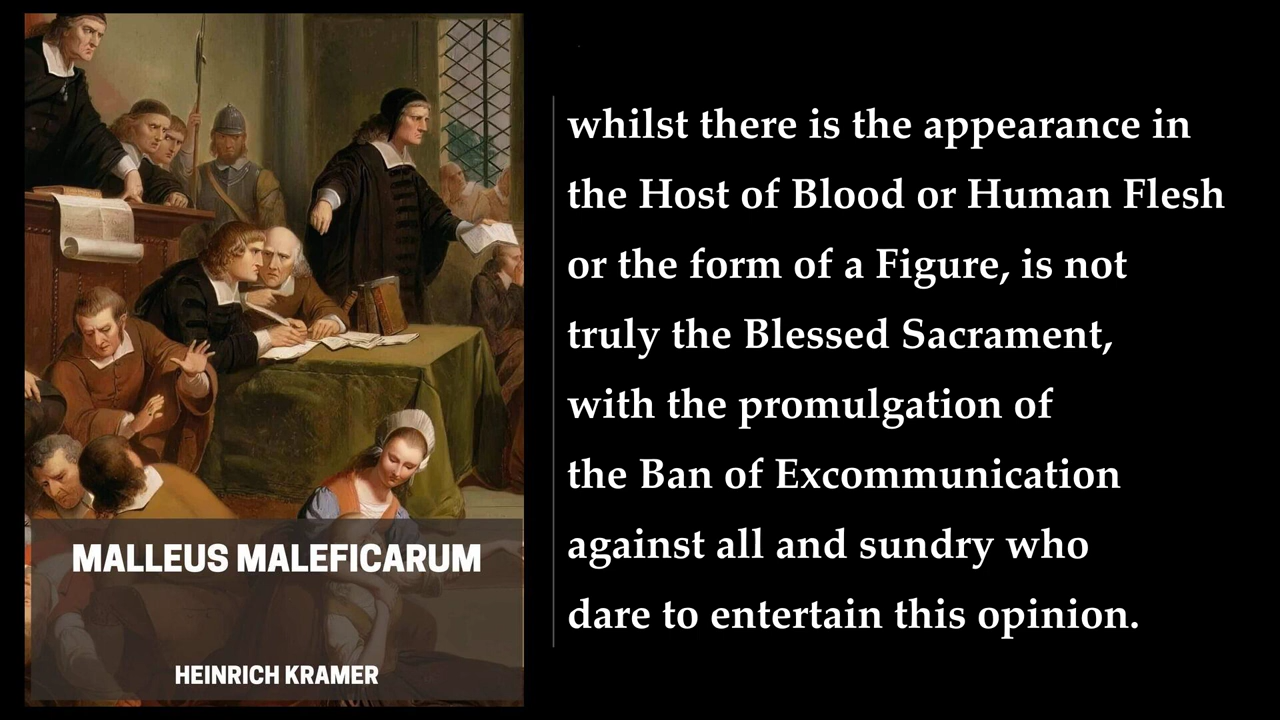 MALLEUS MALEFICARUM
HEINRICH KRAMER
whilst there is the appearance in
the Host of Blood or Human Flesh
or the form of a Figure, is not
truly the Blessed Sacrament,
with the promulgation of
the Ban of Excommunication
against all and sundry who
dare to entertain this opinion.